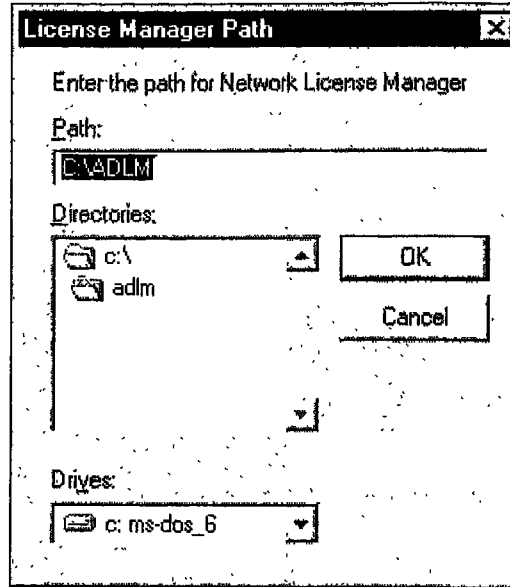 License Manager Path
Enter the path for Network License Manager
Path:
C:\ADLM
Directories:
c:\
adlm
OK
Cancel
Drives:
c: ms-dos_6